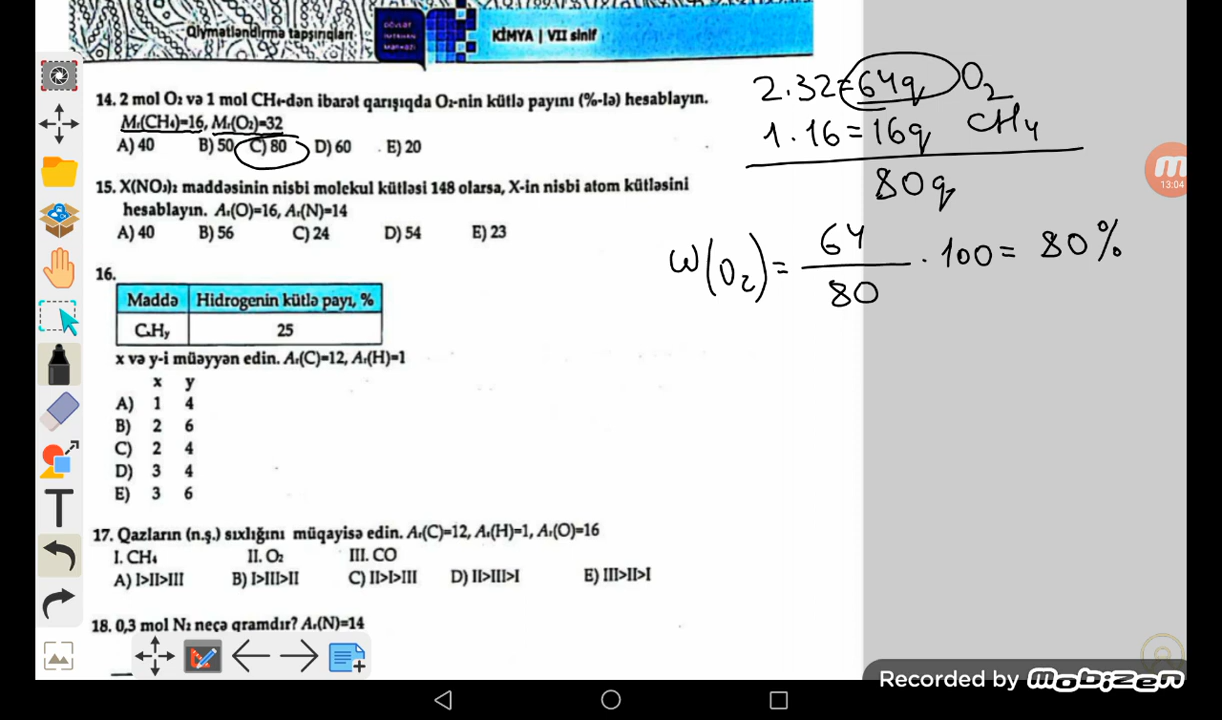 Qiymətləndirmə tapşırıqları
DÖVLƏT İMTAHAN MƏRKƏZİ
KİMYA | VII sinif
14. 2 mol O₂ və 1 mol CH₄-dən ibarət qarışıqda O₂-nin kütlə payını (%-lə) hesablayın.
Mᵣ(CH₄)=16, Mᵣ(O₂)=32
A) 40 B) 50 C) 80 D) 60 E) 20
15. X(NO₃)₂ maddəsinin nisbi molekul kütləsi 148 olarsa, X-in nisbi atom kütləsini
hesablayın. Aᵣ(O)=16, Aᵣ(N)=14
A) 40 B) 56 C) 24 D) 54 E) 23
16.
Maddə Hidrogenin kütlə payı, %
CₓHᵧ 25
x və y-i müəyyən edin. Aᵣ(C)=12, Aᵣ(H)=1
x y
A) 1 4
B) 2 6
C) 2 4
D) 3 4
E) 3 6
17. Qazların (n.ş.) sıxlığını müqayisə edin. Aᵣ(C)=12, Aᵣ(H)=1, Aᵣ(O)=16
I. CH₄ II. O₂ III. CO
A) I>II>III B) I>III>II C) II>I>III D) II>III>I E) III>II>I
18. 0,3 mol N₂ neçə qramdır? Aᵣ(N)=14
2.32=64q O₂
1.16=16q CH₄
80q
ω(O₂)= 64/80 . 100= 80%
13:04
T
Recorded by mobizen